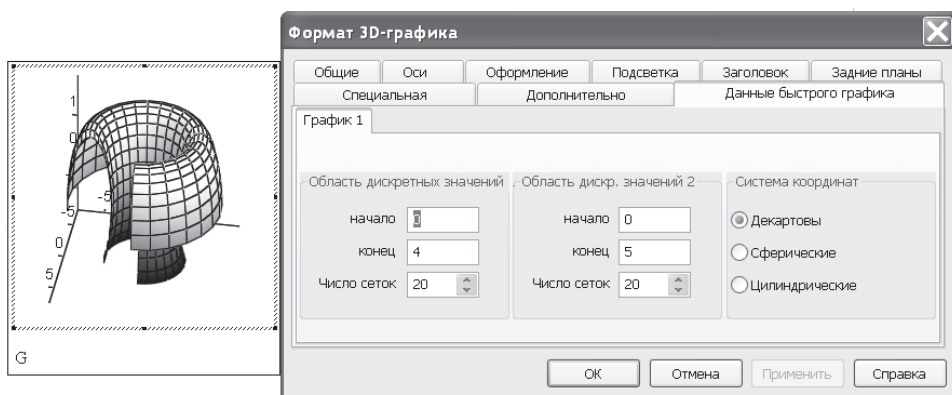 Формат 3D-графика
Общие Оси Оформление Подсветка Заголовок Задние планы
Специальная Дополнительно Данные быстрого графика
График 1
Область дискретных значений Область дискр. значений 2 Система координат
начало 0 начало 0 Декартовы
конец 4 конец 5 Сферические
Число сеток 20 Число сеток 20 Цилиндрические
ОК Отмена Применить Справка
1
0
-5
-5
0
5
G